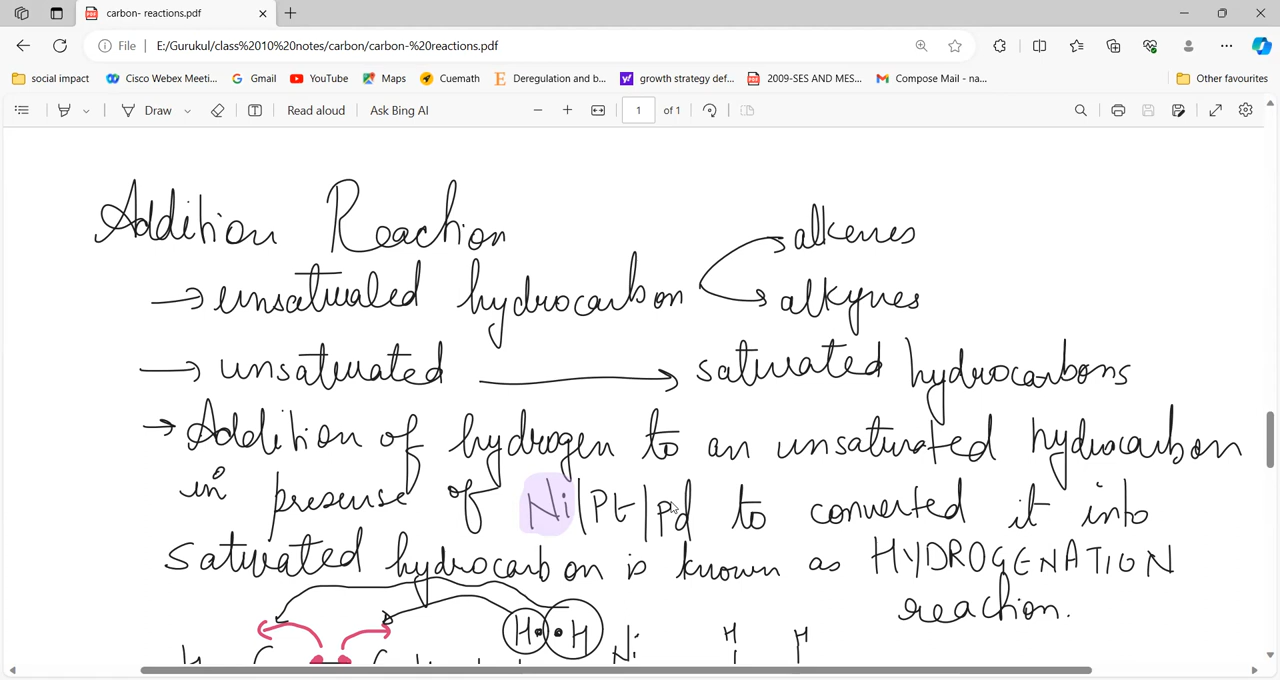 carbon- reactions.pdf
File | E:/Gurukul/class%2010%20notes/carbon/carbon-%20reactions.pdf
social impact Cisco Webex Meeti... Gmail YouTube Maps Cuemath Deregulation and b... growth strategy def... 2009-SES AND MES... Compose Mail - na... Other favourites
Draw Read aloud Ask Bing AI 1 of 1
Addition Reaction
→ unsaturated hydrocarbon → alkenes
→ alkynes
→ unsaturated → saturated hydrocarbons
→ Addition of hydrogen to an unsaturated hydrocarbon
in presense of Ni|Pt|Pd to converted it into
saturated hydrocarbon is known as HYDROGENATION
reaction.
H H Ni H H